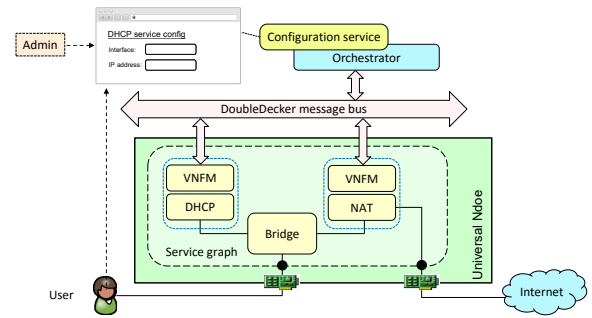 DHCP service config
Interface:
IP address:
Admin
Configuration service
Orchestrator
DoubleDecker message bus
VNFM
DHCP
VNFM
NAT
Bridge
Service graph
Universal Ndoe
User
Internet